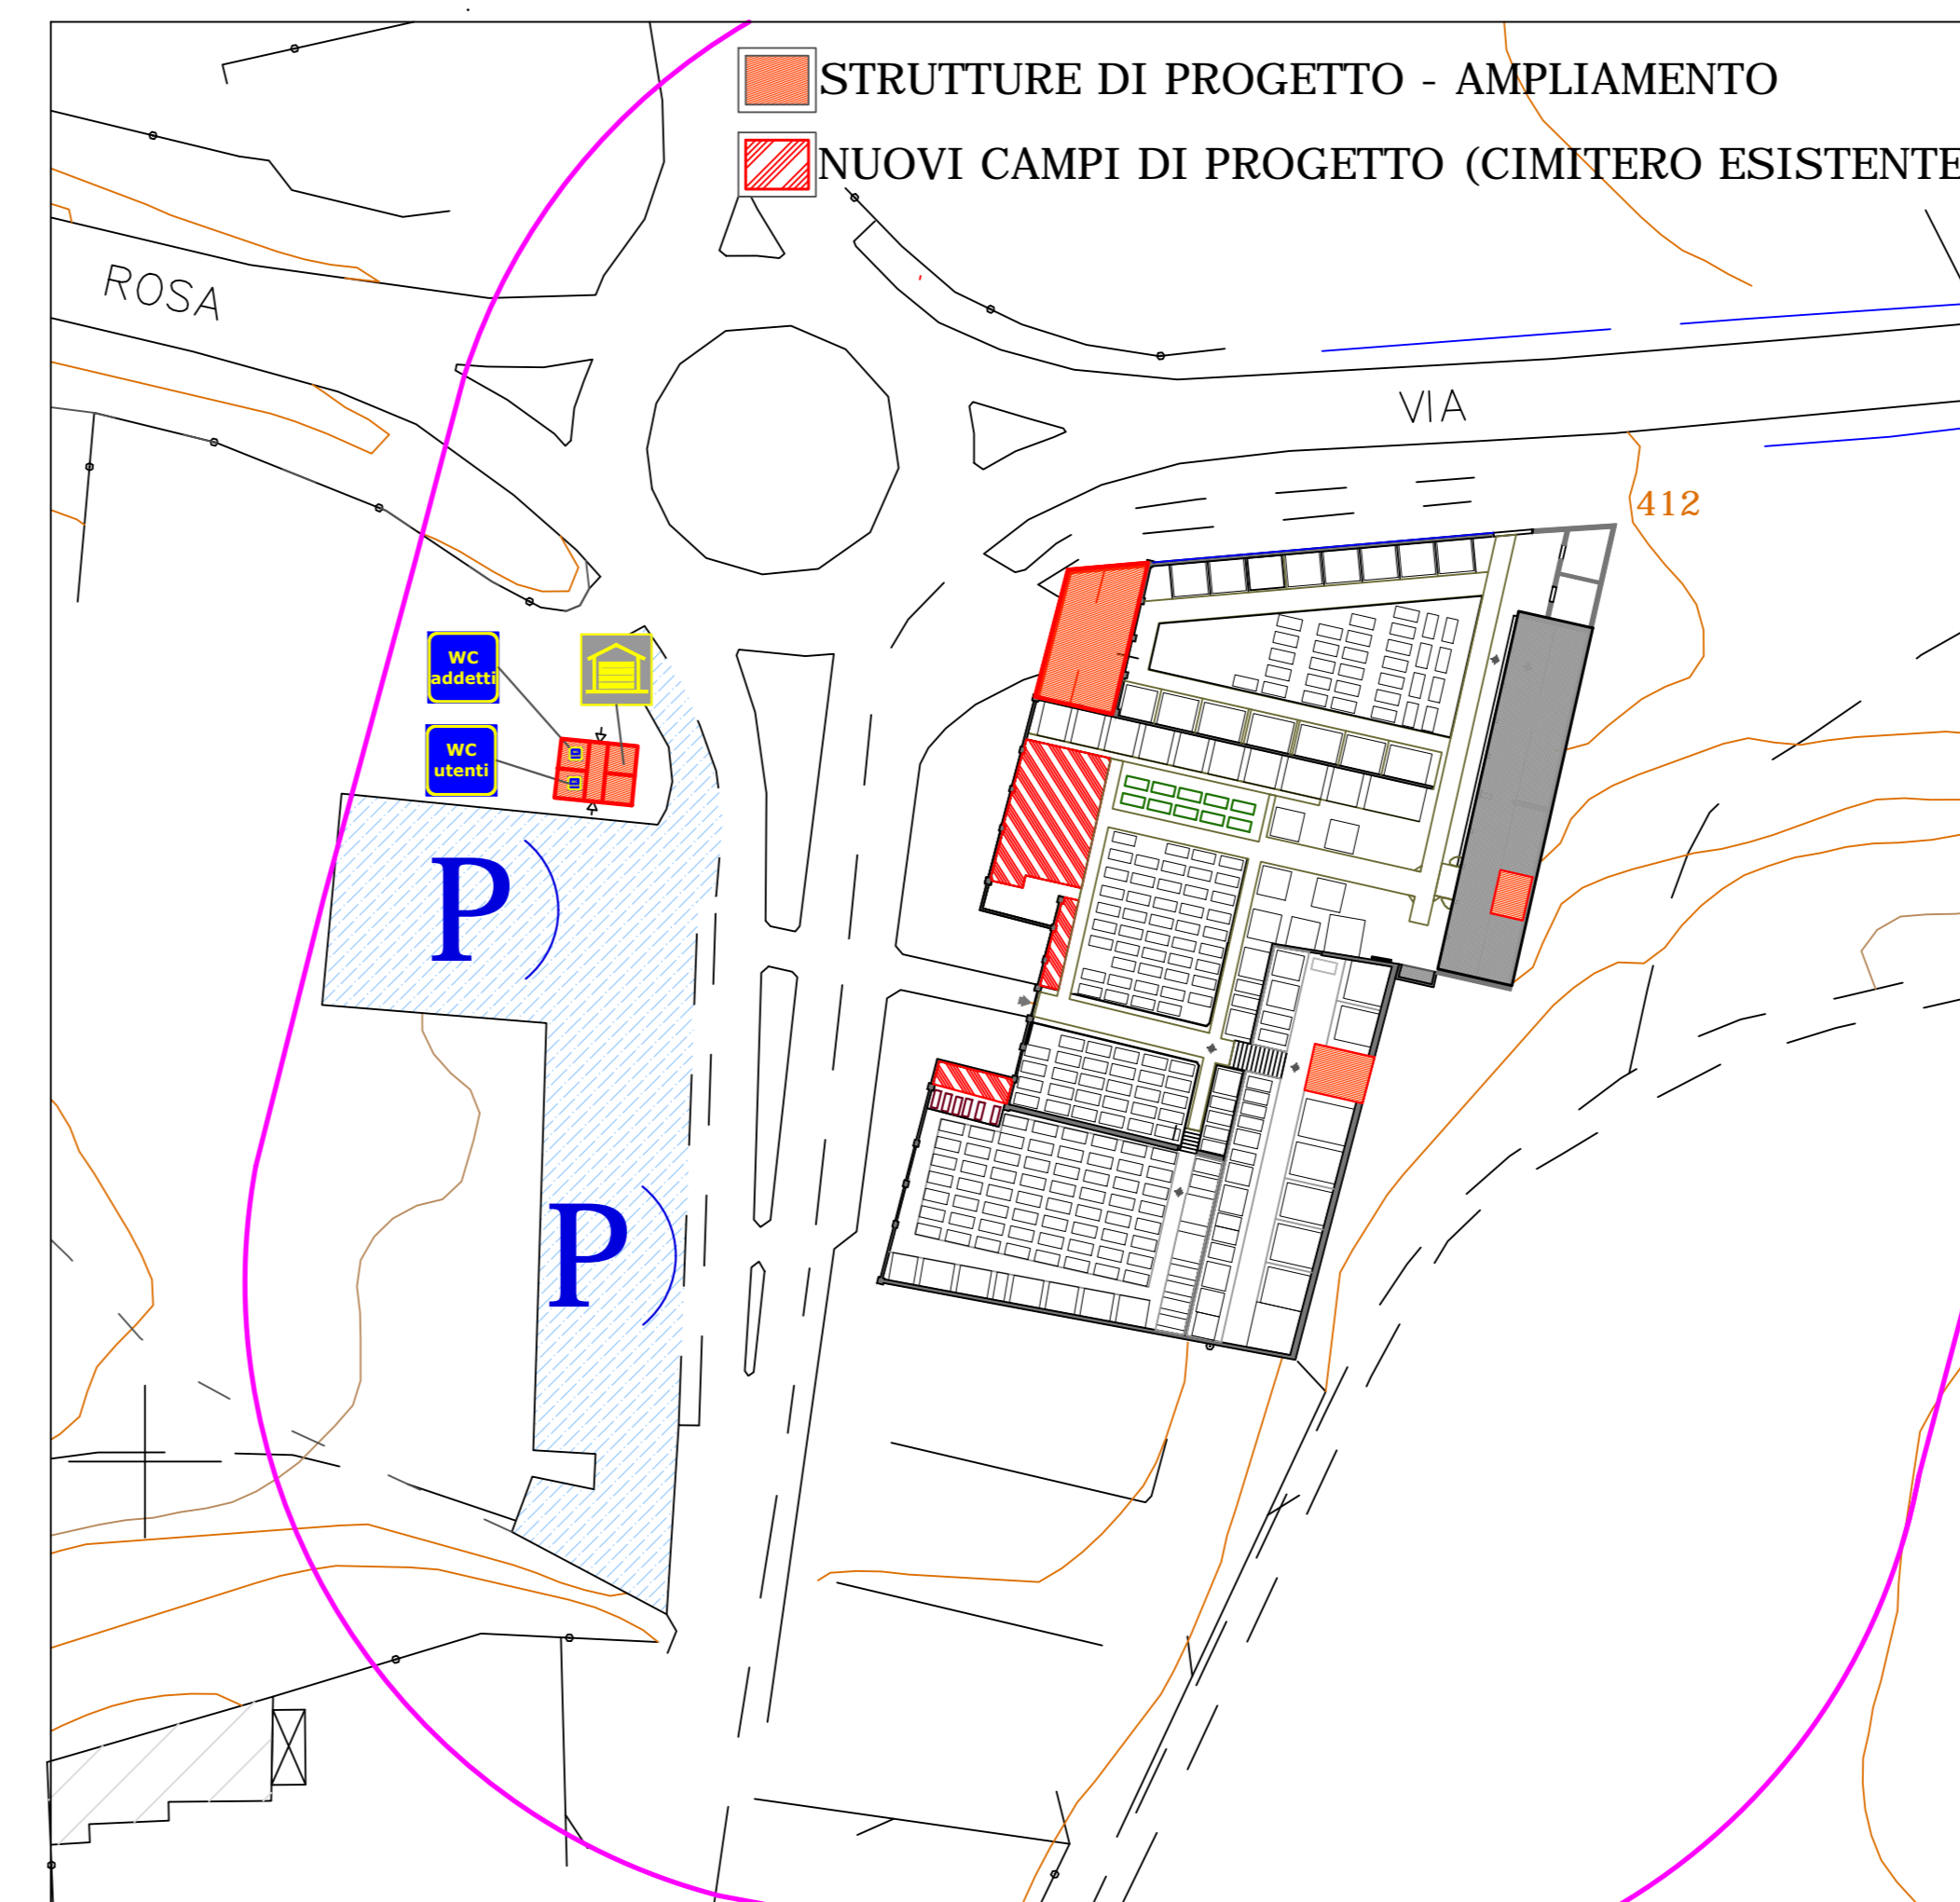 STRUTTURE DI PROGETTO - AMPLIAMENTO
NUOVI CAMPI DI PROGETTO (CIMITERO ESISTENTE
ROSA
VIA
412
WC
addetti
WC
utenti
P)
P)